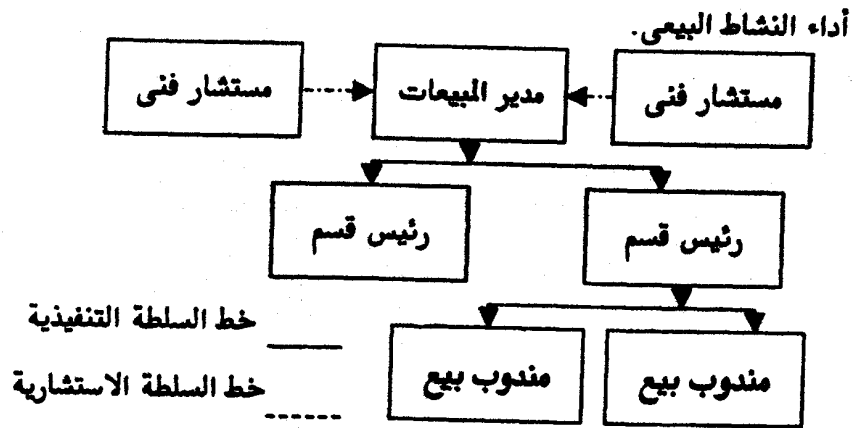 أداء النشاط البيعى.
مستشار فنى
مدير المبيعات
مستشار فنى
رئيس قسم
رئيس قسم
خط السلطة التنفيذية
مندوب بيع
مندوب بيع
خط السلطة الاستشارية